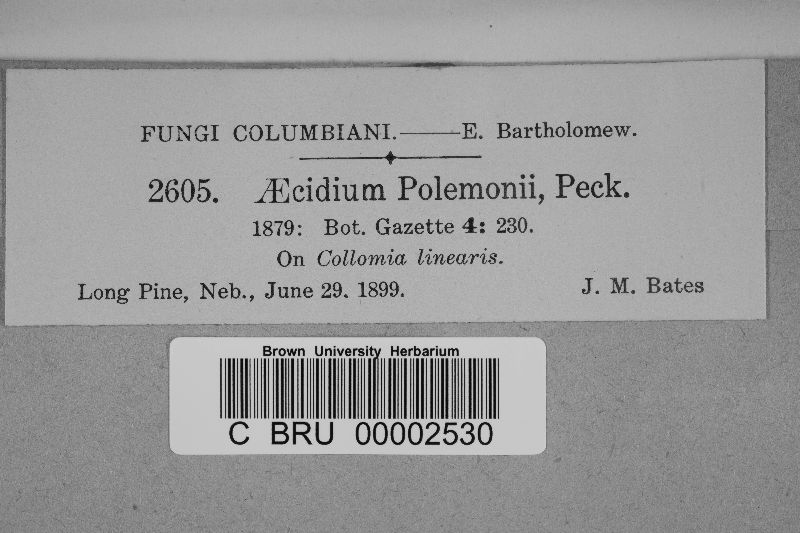 FUNGI COLUMBIANI.——E. Bartholomew.
2605. Æcidium Polemonii, Peck.
1879: Bot. Gazette 4: 230.
On Collomia linearis.
Long Pine, Neb., June 29. 1899. J. M. Bates
Brown University Herbarium
C BRU 00002530